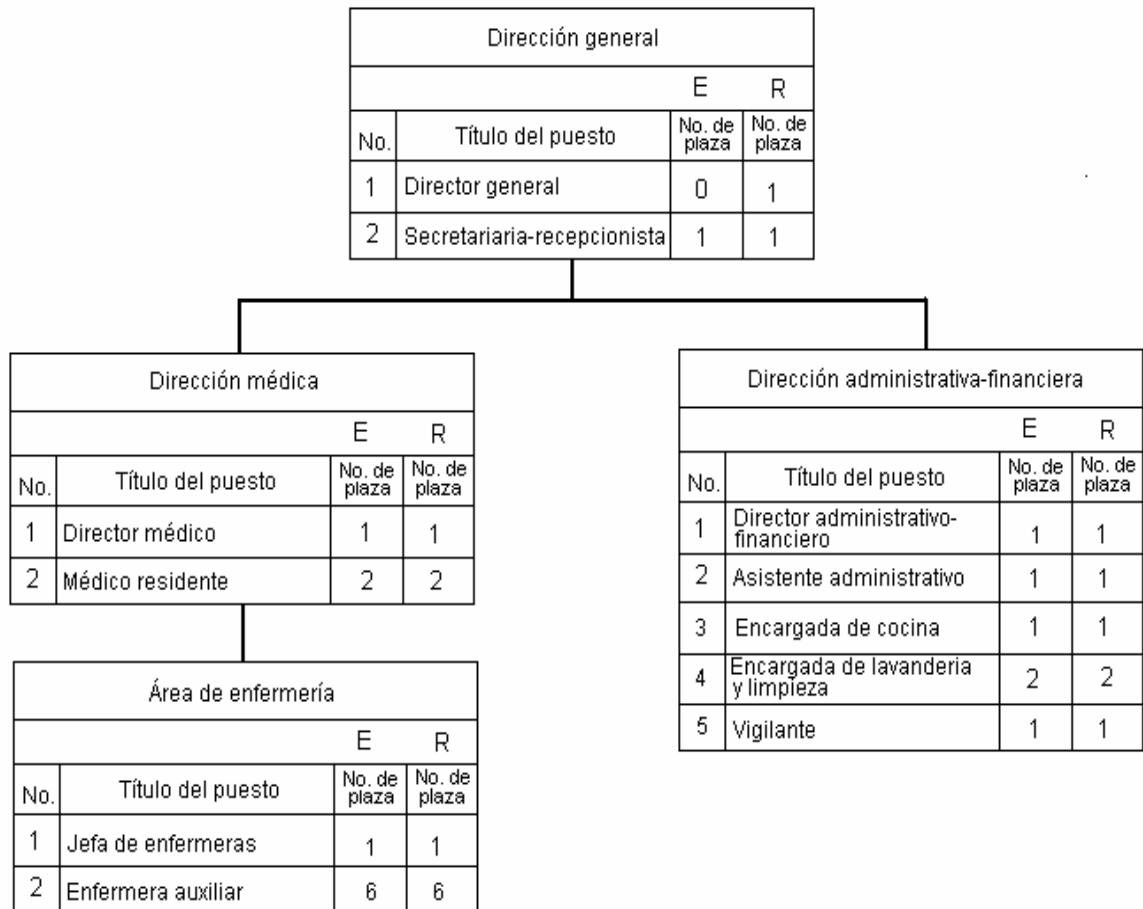 Dirección general
E R
No. Título del puesto No. de plaza No. de plaza
1 Director general 0 1
2 Secretariaria-recepcionista 1 1
Dirección médica
E R
No. Título del puesto No. de plaza No. de plaza
1 Director médico 1 1
2 Médico residente 2 2
Área de enfermería
E R
No. Título del puesto No. de plaza No. de plaza
1 Jefa de enfermeras 1 1
2 Enfermera auxiliar 6 6
Dirección administrativa-financiera
E R
No. Título del puesto No. de plaza No. de plaza
1 Director administrativo-
financiero 1 1
2 Asistente administrativo 1 1
3 Encargada de cocina 1 1
4 Encargada de lavanderia
y limpieza 2 2
5 Vigilante 1 1